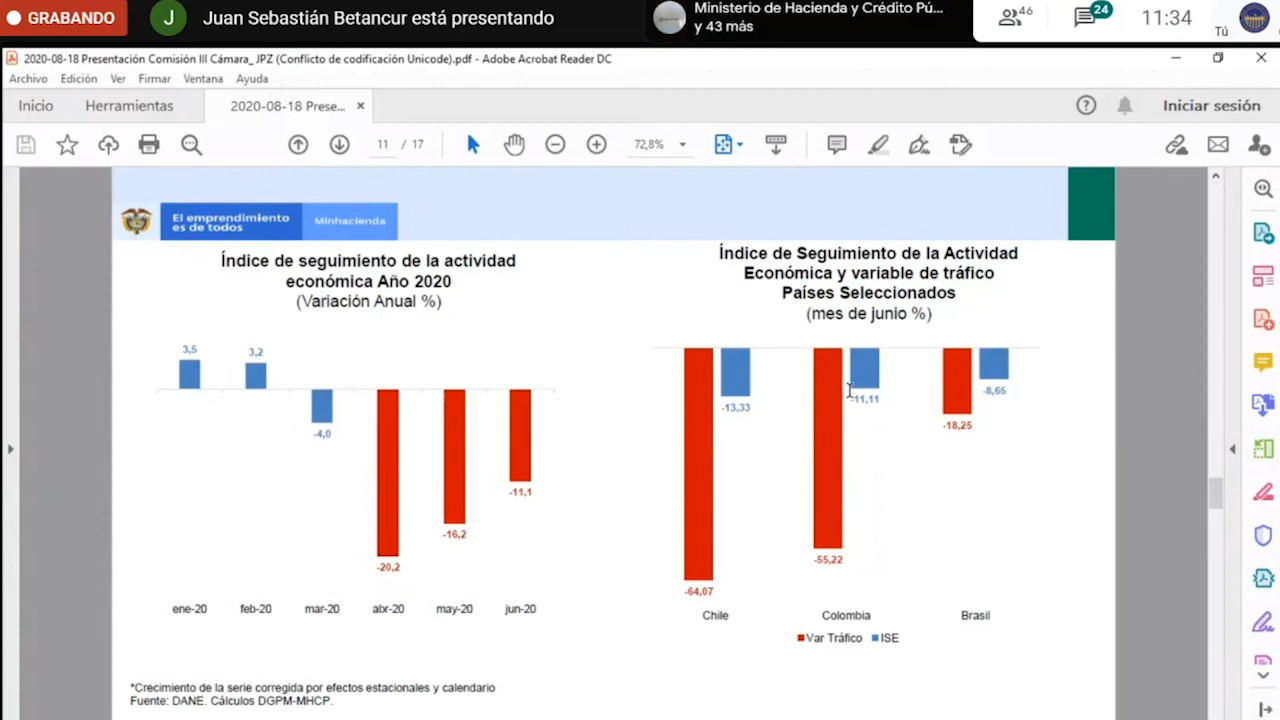 GRABANDO
J
Juan Sebastián Betancur está presentando
Ministerio de Hacienda y Crédito Pú...
y 43 más
46
24
11:34
Tú
2020-08-18 Presentación Comisión III Cámara_ JPZ (Conflicto de codificación Unicode).pdf - Adobe Acrobat Reader DC
Archivo Edición Ver Firmar Ventana Ayuda
Inicio Herramientas 2020-08-18 Prese... × Iniciar sesión
11 / 17 72,8%
El emprendimiento
es de todos
Minhacienda
Índice de seguimiento de la actividad
económica Año 2020
(Variación Anual %)
3,5
3,2
-4,0
-20,2
-16,2
-11,1
ene-20 feb-20 mar-20 abr-20 may-20 jun-20
Índice de Seguimiento de la Actividad
Económica y variable de tráfico
Países Seleccionados
(mes de junio %)
-64,07
-13,33
-55,22
-11,11
-18,25
-8,65
Chile Colombia Brasil
Var Tráfico ISE
*Crecimiento de la serie corregida por efectos estacionales y calendario
Fuente: DANE. Cálculos DGPM-MHCP.